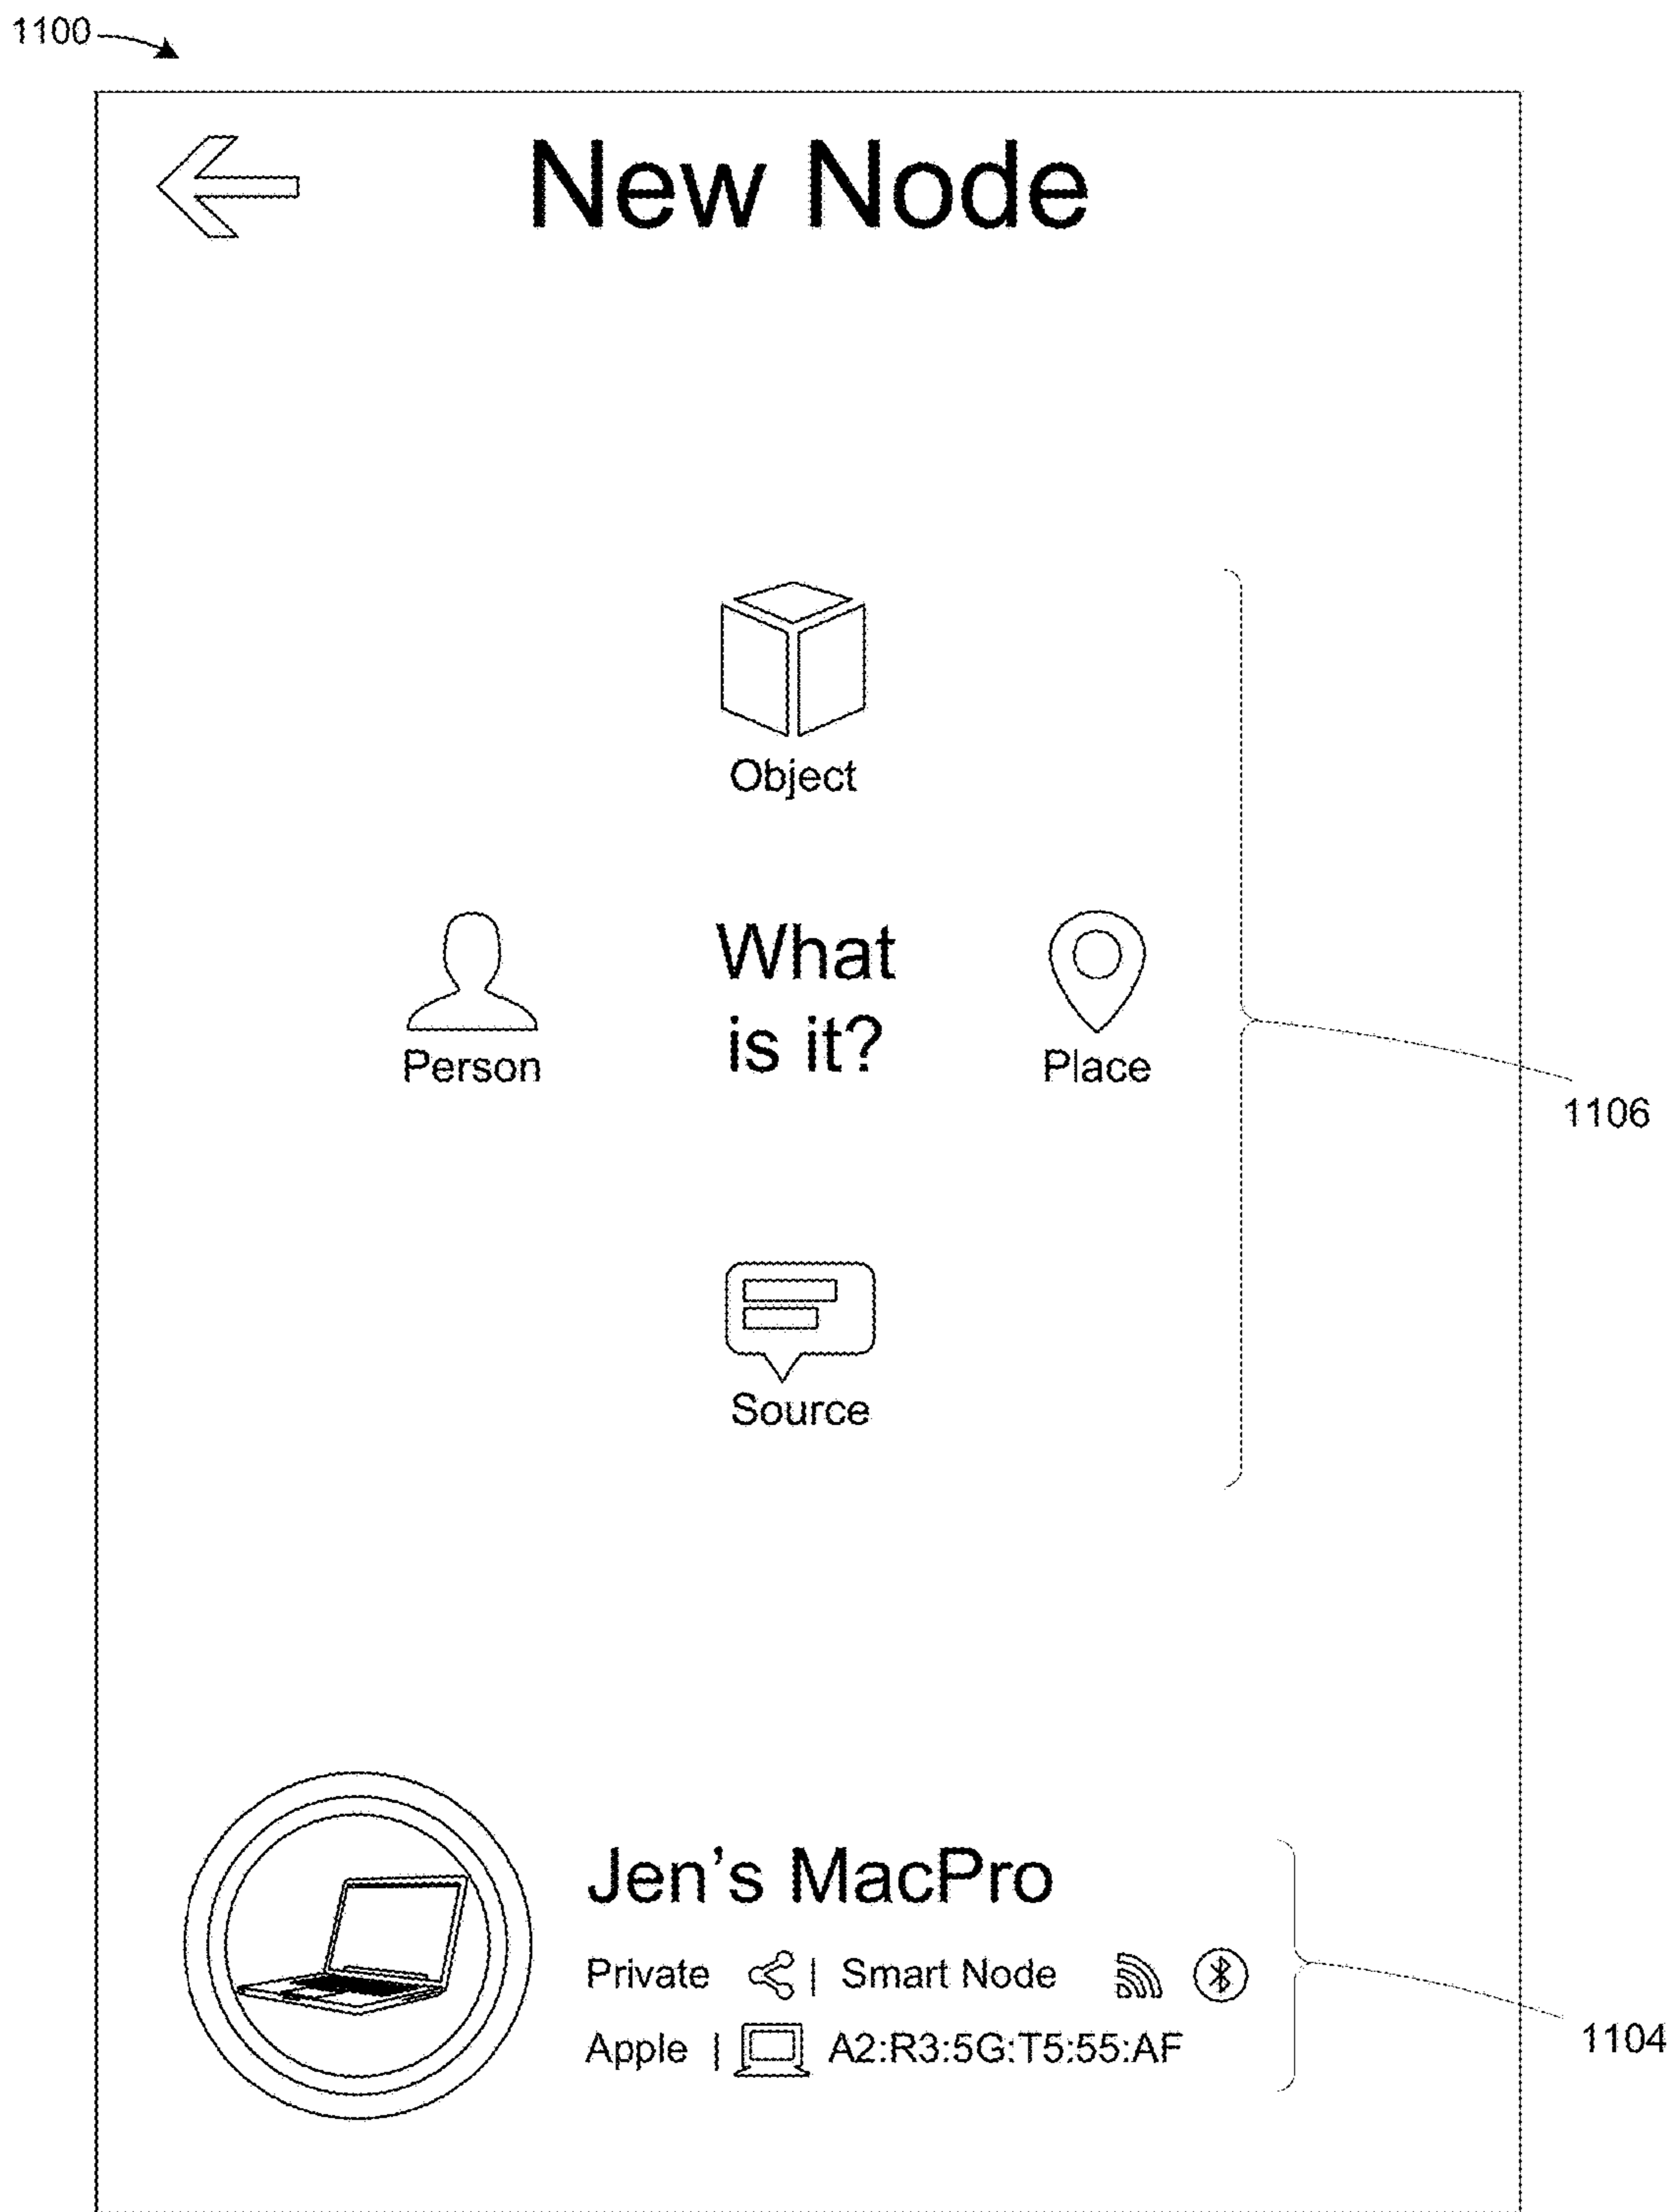 1100
New Node
Object
Person
What
is it?
Place
1106
Source
Jen's MacPro
Private | Smart Node
Apple | A2:R3:5G:T5:55:AF
1104